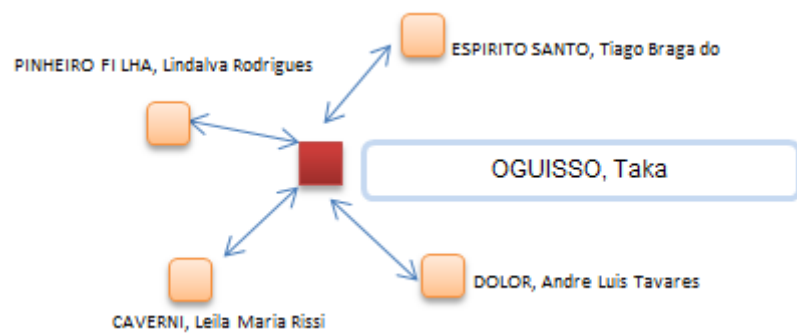 ESPIRITO SANTO, Tiago Braga do
PINHEIRO FI LHA, Lindalva Rodrigues
OGUISSO, Taka
DOLOR, Andre Luis Tavares
CAVERNI, Leila Maria Rissi